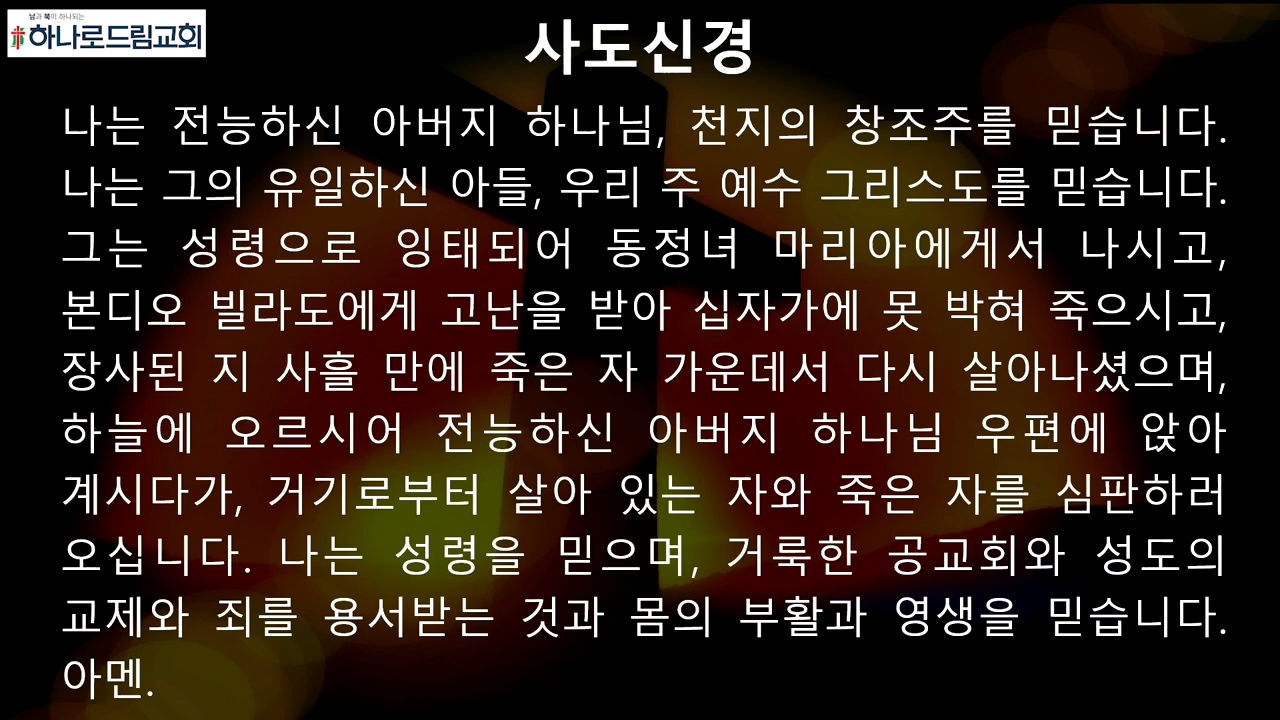 남과 북이 하나되는
하나로드림교회
사도신경
나는 전능하신 아버지 하나님, 천지의 창조주를 믿습니다.
나는 그의 유일하신 아들, 우리 주 예수 그리스도를 믿습니다.
그는 성령으로 잉태되어 동정녀 마리아에게서 나시고,
본디오 빌라도에게 고난을 받아 십자가에 못 박혀 죽으시고,
장사된 지 사흘 만에 죽은 자 가운데서 다시 살아나셨으며,
하늘에 오르시어 전능하신 아버지 하나님 우편에 앉아
계시다가, 거기로부터 살아 있는 자와 죽은 자를 심판하러
오십니다. 나는 성령을 믿으며, 거룩한 공교회와 성도의
교제와 죄를 용서받는 것과 몸의 부활과 영생을 믿습니다.
아멘.